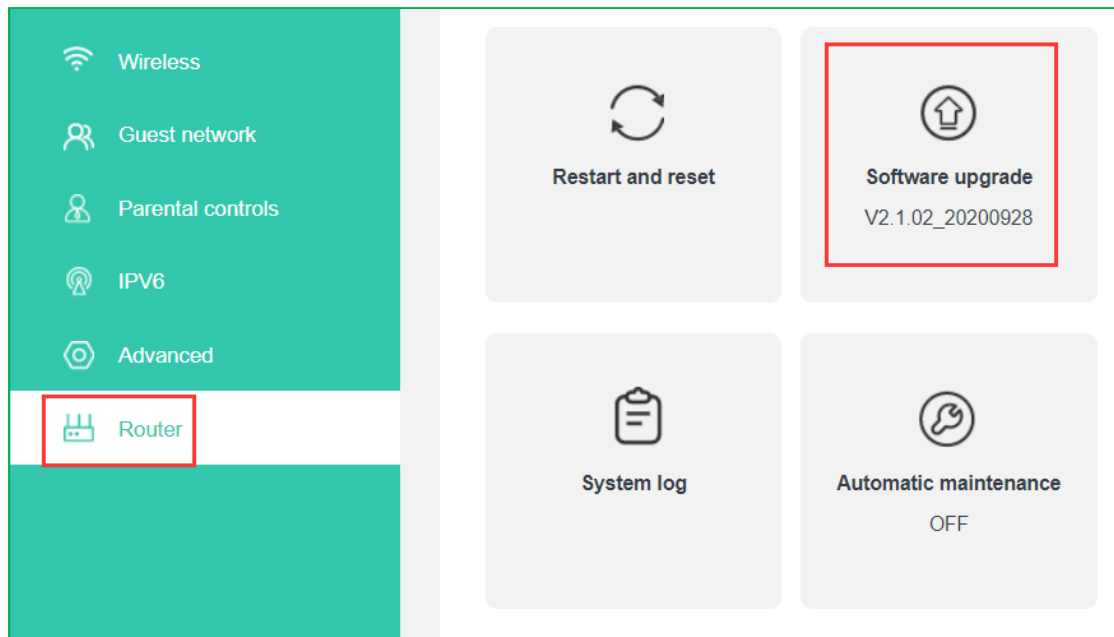 Wireless
Guest network
Parental controls
IPV6
Advanced
Router
Restart and reset
Software upgrade
V2.1.02_20200928
System log
Automatic maintenance
OFF